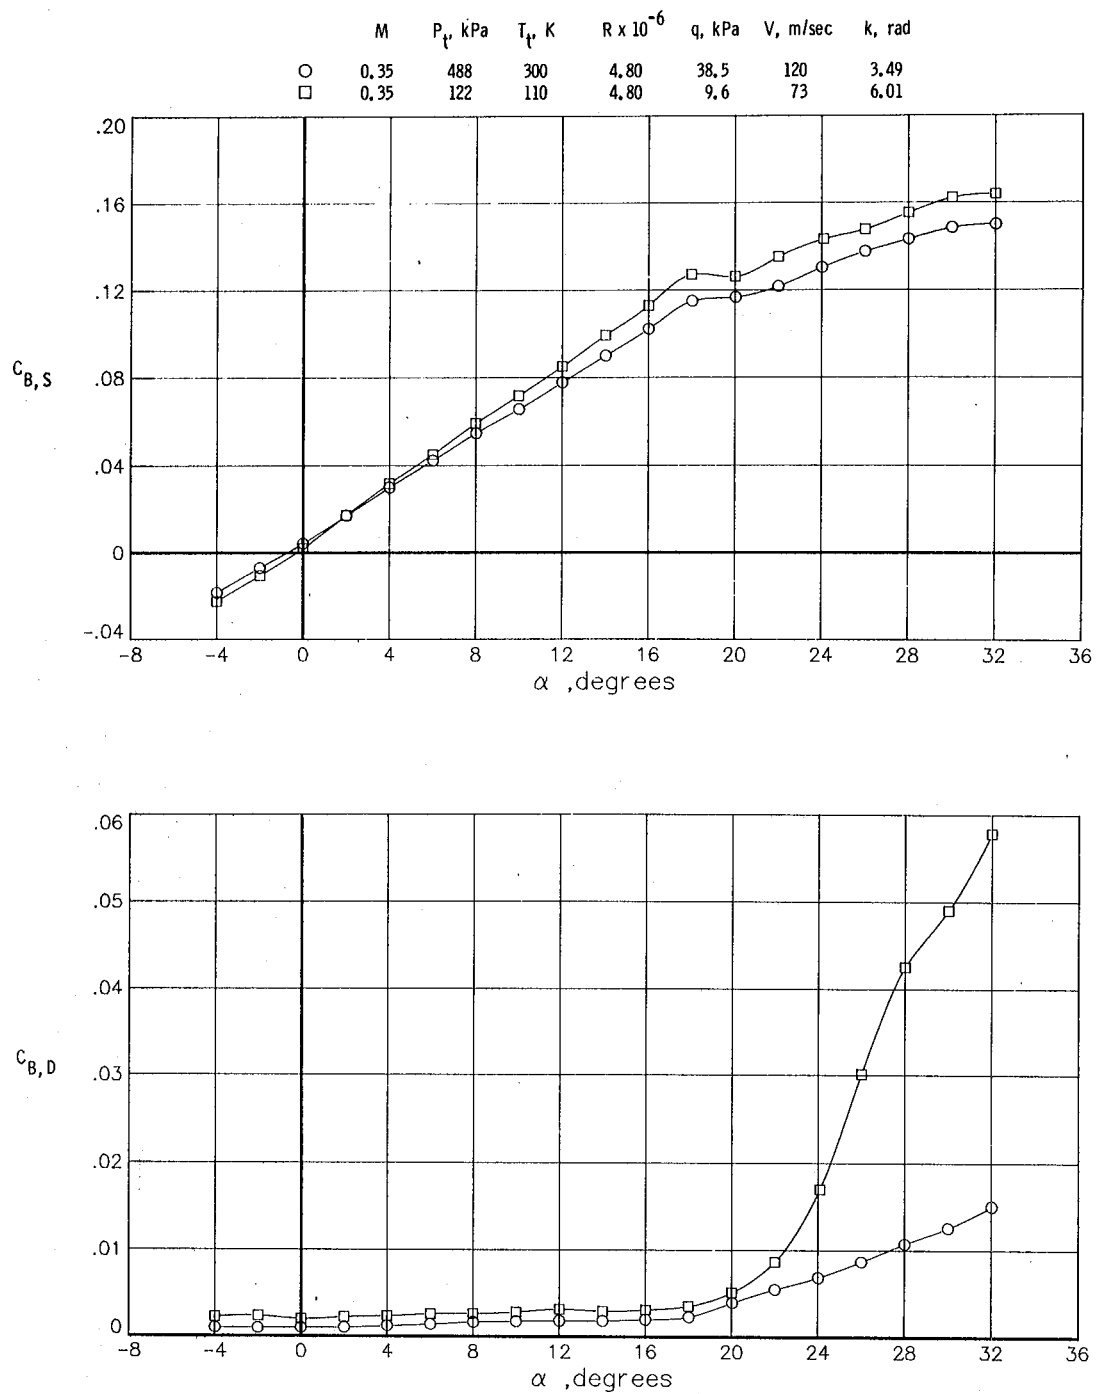 M P_t, kPa T_t, K R x 10^-6 q, kPa V, m/sec k, rad
○ 0.35 488 300 4.80 38.5 120 3.49
□ 0.35 122 110 4.80 9.6 73 6.01
.20
.16
.12
C_B,S
.08
.04
0
-.04
-8 -4 0 4 8 12 16 20 24 28 32 36
α ,degrees
.06
.05
.04
C_B,D
.03
.02
.01
0
-8 -4 0 4 8 12 16 20 24 28 32 36
α ,degrees